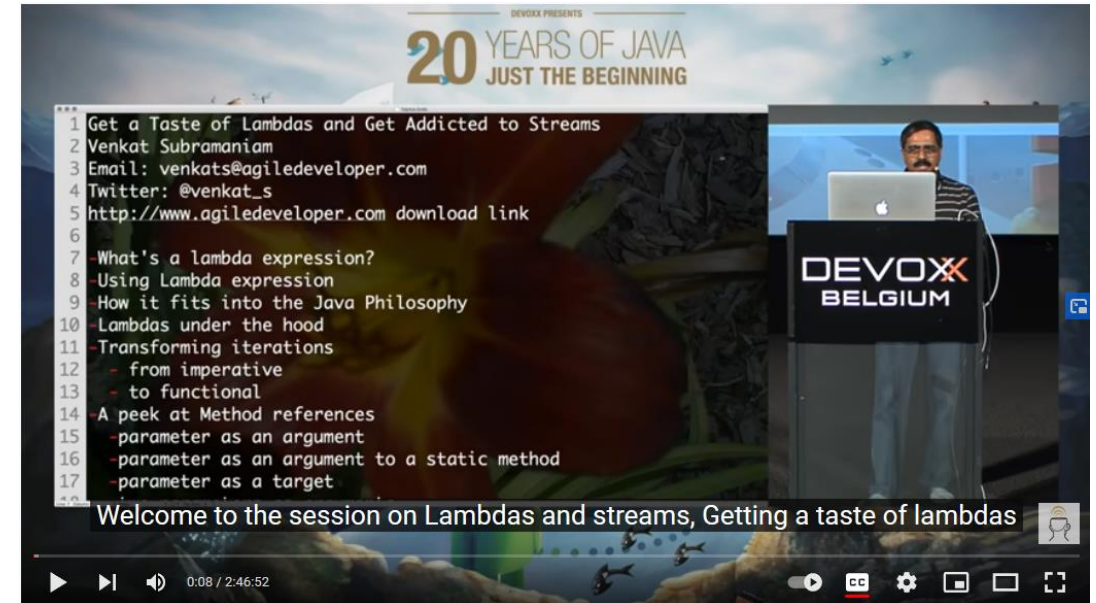 DEVOXX PRESENTS
20 YEARS OF JAVA
JUST THE BEGINNING
1 Get a Taste of Lambdas and Get Addicted to Streams
2 Venkat Subramaniam
3 Email: venkats@agiledeveloper.com
4 Twitter: @venkat_s
5 http://www.agiledeveloper.com download link
6
7 -What's a lambda expression?
8 -Using Lambda expression
9 -How it fits into the Java Philosophy
10 -Lambdas under the hood
11 -Transforming iterations
12 - from imperative
13 - to functional
14 -A peek at Method references
15 -parameter as an argument
16 -parameter as an argument to a static method
17 -parameter as a target
DEVOXX
BELGIUM
Welcome to the session on Lambdas and streams, Getting a taste of lambdas
0:08 / 2:46:52
CC